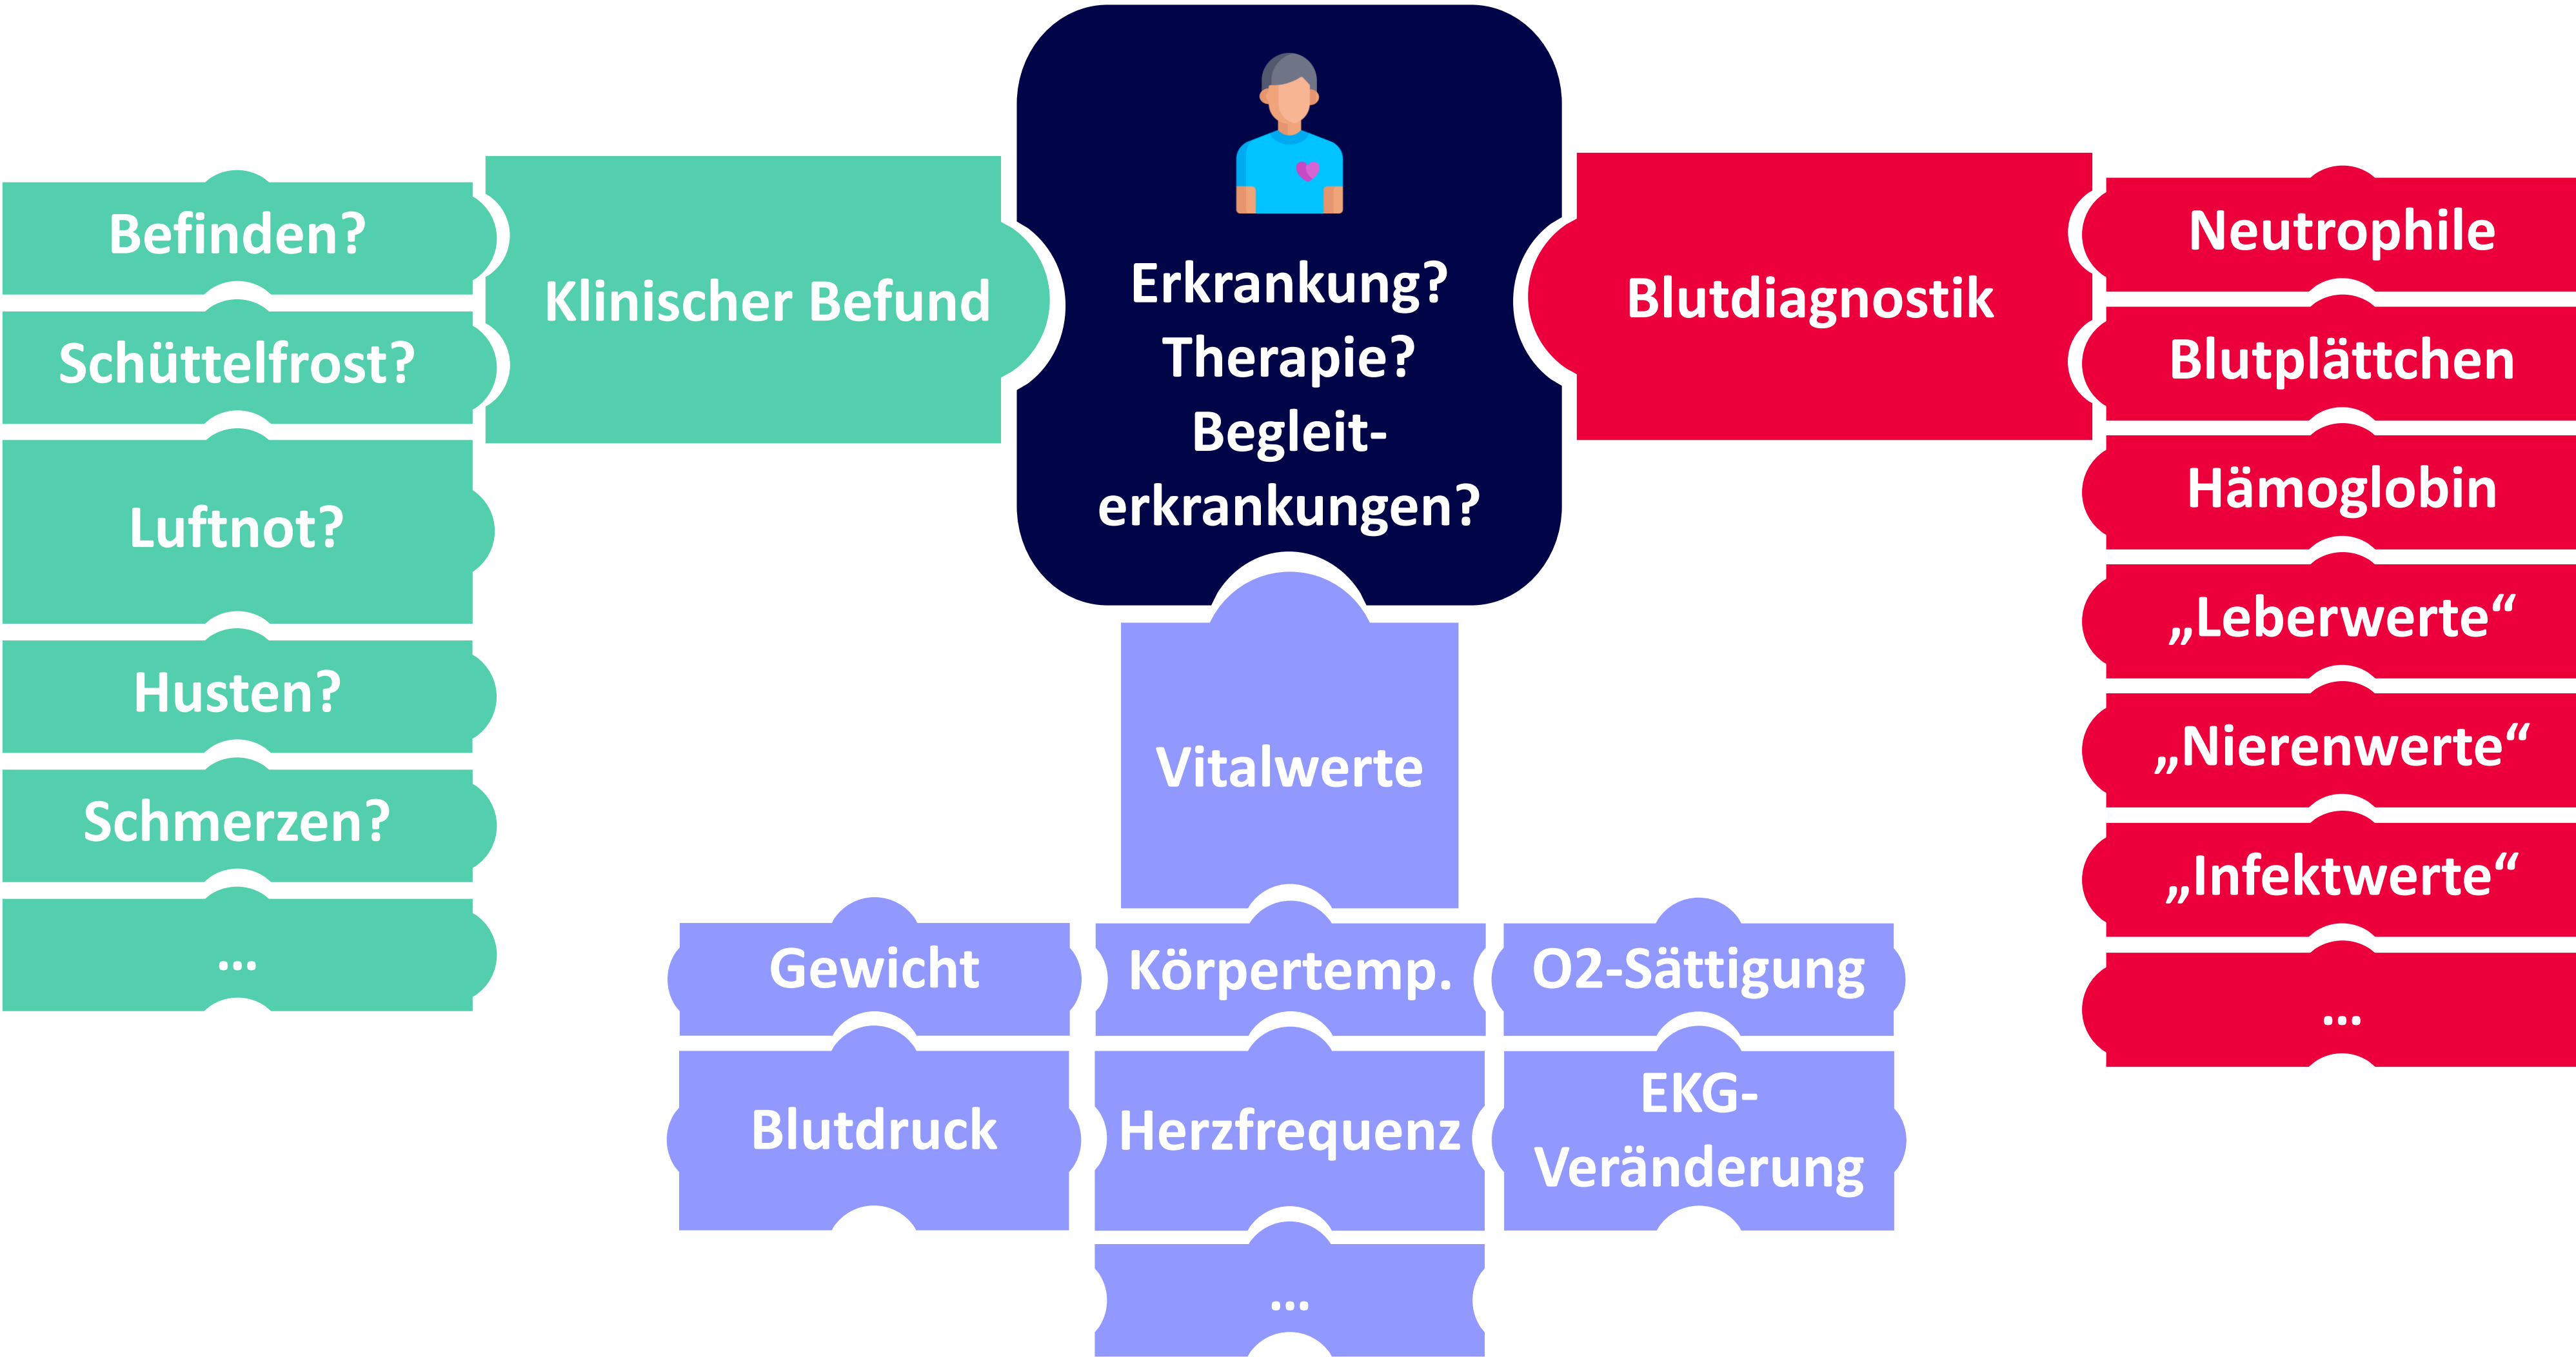 Erkrankung?
Therapie?
Begleit-
erkrankungen?
Klinischer Befund
Befinden?
Schüttelfrost?
Luftnot?
Husten?
Schmerzen?
...
Vitalwerte
Gewicht
Körpertemp.
O2-Sättigung
Blutdruck
Herzfrequenz
EKG-
Veränderung
...
Blutdiagnostik
Neutrophile
Blutplättchen
Hämoglobin
„Leberwerte“
„Nierenwerte“
„Infektwerte“
...